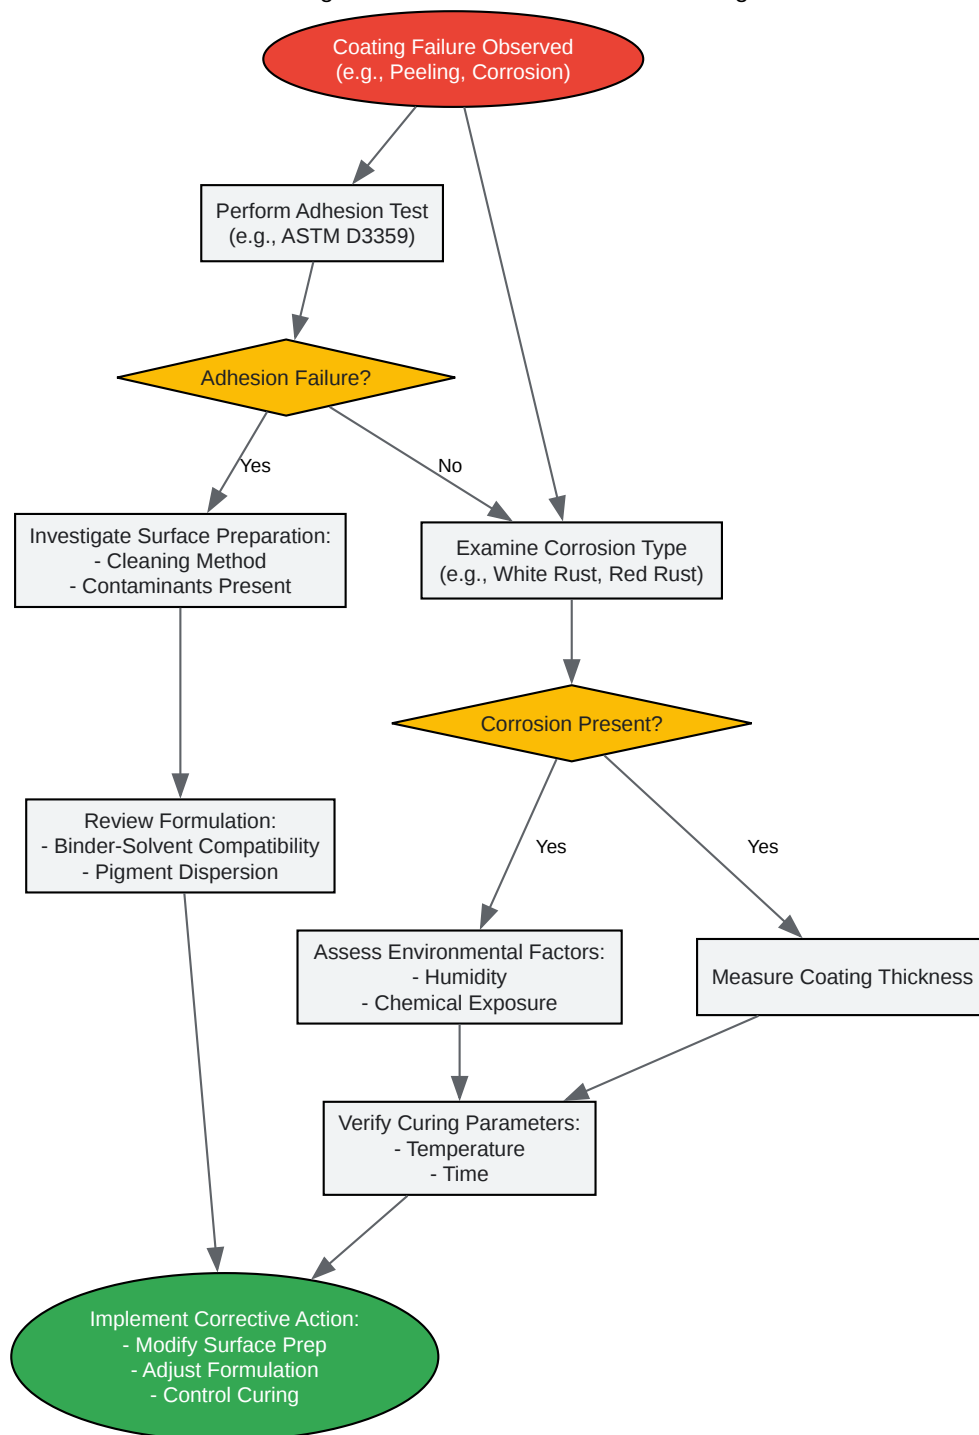 Coating Failure Observed
(e.g., Peeling, Corrosion)
Perform Adhesion Test
(e.g., ASTM D3359)
Adhesion Failure?
Yes
No
Investigate Surface Preparation:
- Cleaning Method
- Contaminants Present
Examine Corrosion Type
(e.g., White Rust, Red Rust)
Corrosion Present?
Review Formulation:
- Binder-Solvent Compatibility
- Pigment Dispersion
Yes
Yes
Assess Environmental Factors:
- Humidity
- Chemical Exposure
Measure Coating Thickness
Verify Curing Parameters:
- Temperature
- Time
Implement Corrective Action:
- Modify Surface Prep
- Adjust Formulation
- Control Curing